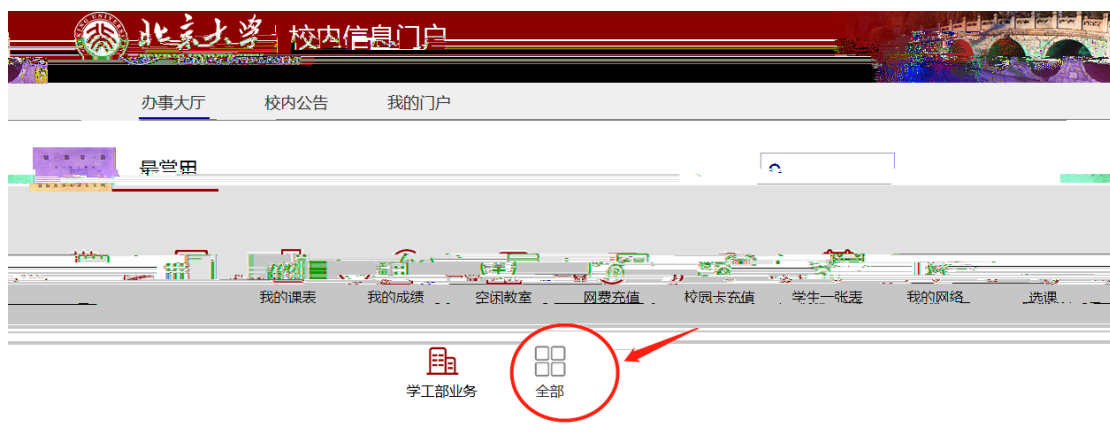 北京大学 校内信息门户
办事大厅 校内公告 我的门户
最常用
我的课表 我的成绩 空闲教室 网费充值 校园卡充值 学生一张表 我的网络 选课
学工部业务 全部